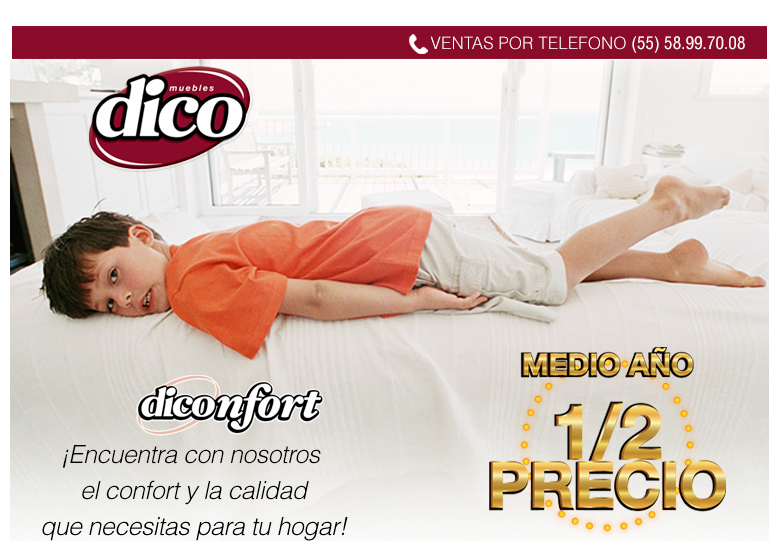 VENTAS POR TELEFONO (55) 58.99.70.08
muebles
dico
MEDIO AÑO
1/2
PRECIO
diconfort
¡Encuentra con nosotros
el confort y la calidad
que necesitas para tu hogar!